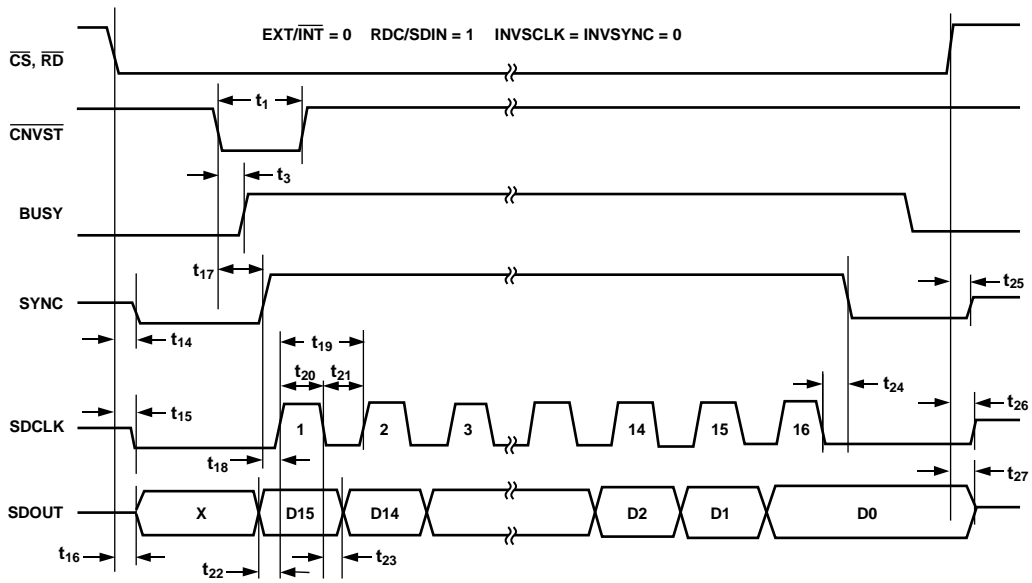 EXT/INT = 0 RDC/SDIN = 1 INVSCLK = INVSYNC = 0
CS, RD
t1
CNVST
t3
BUSY
t17
SYNC
t25
t14
t19
t20 t21
t24
t15
t26
SDCLK
1 2 3 14 15 16
t18
t27
SDOUT
X D15 D14 D2 D1 D0
t16
t22
t23